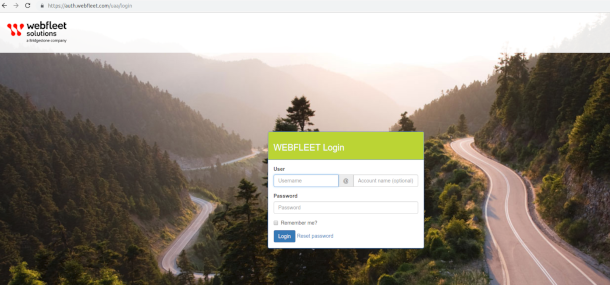 https://auth.webfleet.com/uaa/login
webfleet
solutions
a Bridgestone company
WEBFLEET Login
User
Username @ Account name (optional)
Password
Password
Remember me?
Login Reset password